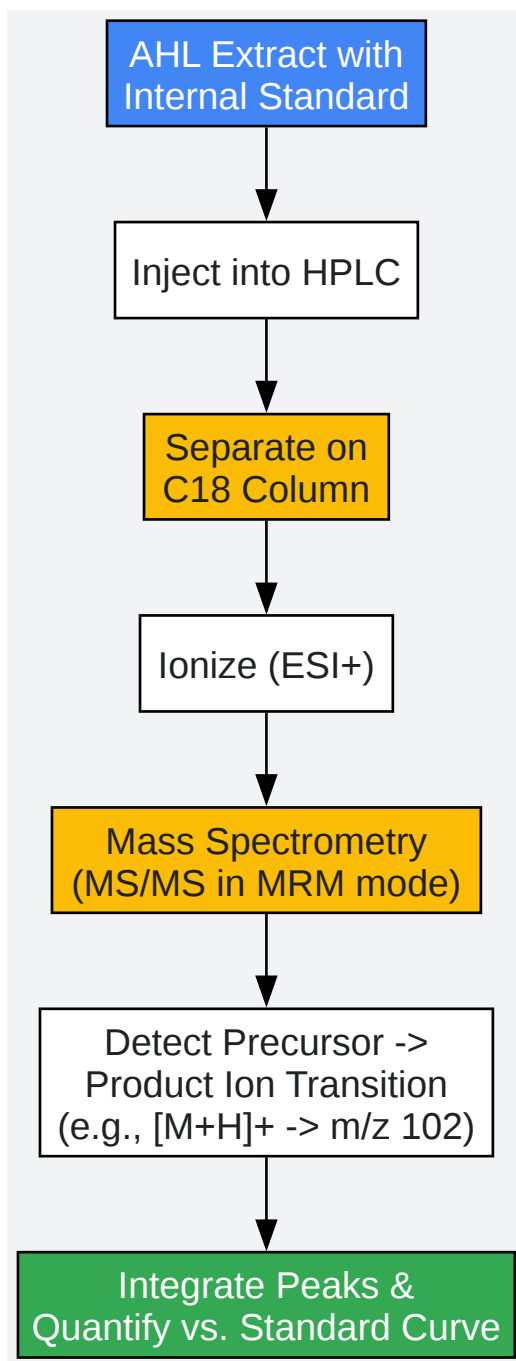 AHL Extract with
Internal Standard
Inject into HPLC
Separate on
C18 Column
Ionize (ESI+)
Mass Spectrometry
(MS/MS in MRM mode)
Detect Precursor ->
Product Ion Transition
(e.g., [M+H]+ -> m/z 102)
Integrate Peaks &
Quantify vs. Standard Curve